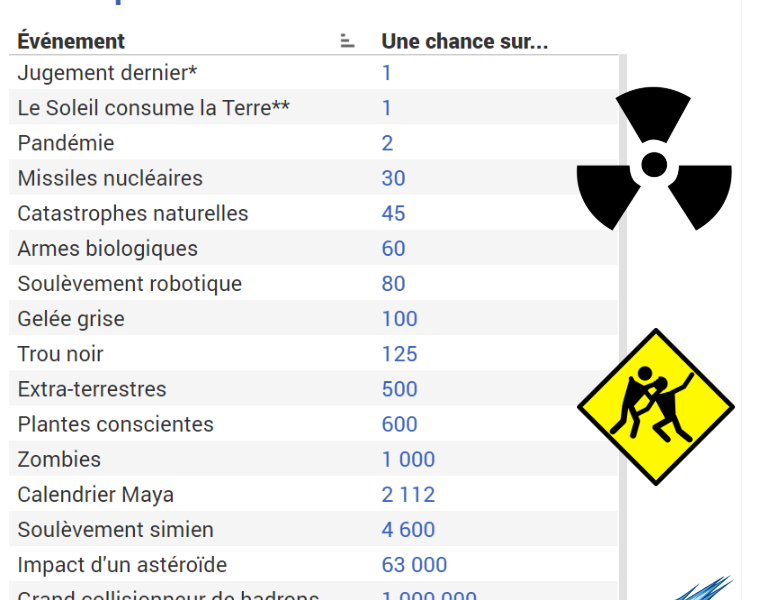 Événement Une chance sur...
Jugement dernier* 1
Le Soleil consume la Terre** 1
Pandémie 2
Missiles nucléaires 30
Catastrophes naturelles 45
Armes biologiques 60
Soulèvement robotique 80
Gelée grise 100
Trou noir 125
Extra-terrestres 500
Plantes conscientes 600
Zombies 1 000
Calendrier Maya 2 112
Soulèvement simien 4 600
Impact d'un astéroïde 63 000
Grand collisionneur de hadrons 1 000 000